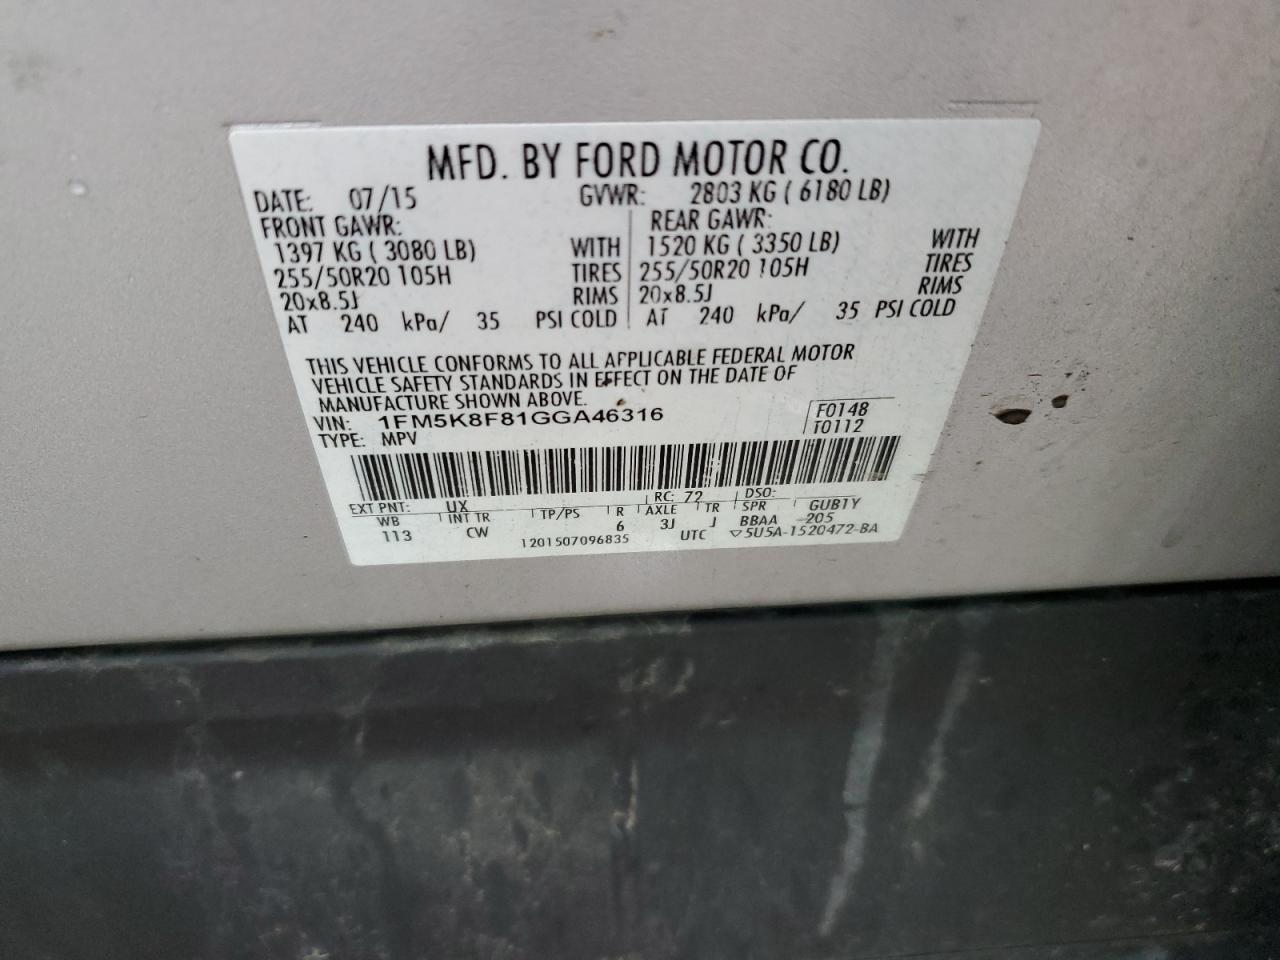 MFD. BY FORD MOTOR CO.
DATE: 07/15 GVWR: 2803 KG ( 6180 LB)
FRONT GAWR: REAR GAWR:
1397 KG ( 3080 LB) WITH 1520 KG ( 3350 LB) WITH
255/50R20 105H TIRES 255/50R20 105H TIRES
20x8.5J RIMS 20x8.5J RIMS
AT 240 kPa/ 35 PSI COLD AT 240 kPa/ 35 PSI COLD
THIS VEHICLE CONFORMS TO ALL APPLICABLE FEDERAL MOTOR
VEHICLE SAFETY STANDARDS IN EFFECT ON THE DATE OF
MANUFACTURE SHOWN ABOVE.
VIN: 1FM5K8F81GGA46316 F0148
TYPE: MPV T0112
EXT PNT: UX RC: 72 DSO:
WB INT TR TP/PS R AXLE TR SPR GUB1Y
113 CW 6 3J J BBAA 205
1201507096835 UTC ▽5U5A-1520472-BA